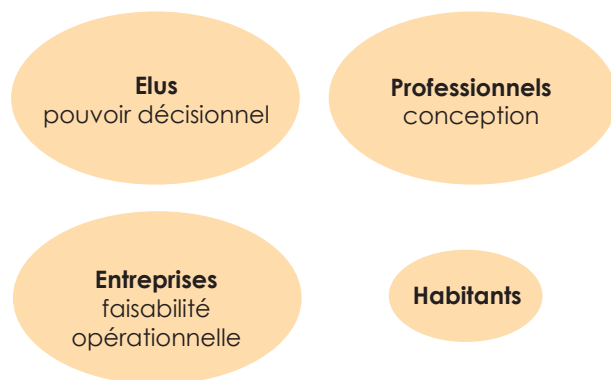 Elus
pouvoir décisionnel
Professionnels
conception
Entreprises
faisabilité
opérationnelle
Habitants